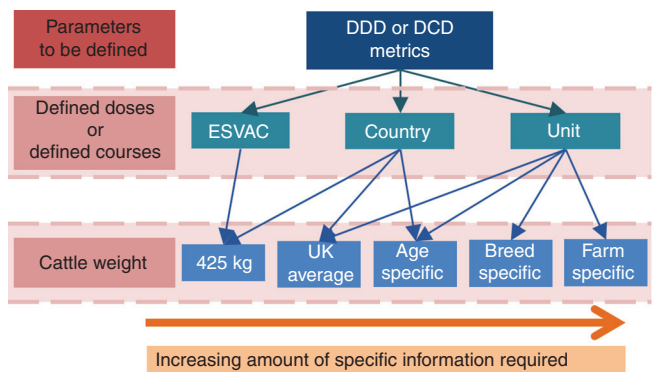 Parameters
to be defined
DDD or DCD
metrics
Defined doses
or
defined courses
ESVAC
Country
Unit
Cattle weight
425 kg
UK
average
Age
specific
Breed
specific
Farm
specific
Increasing amount of specific information required